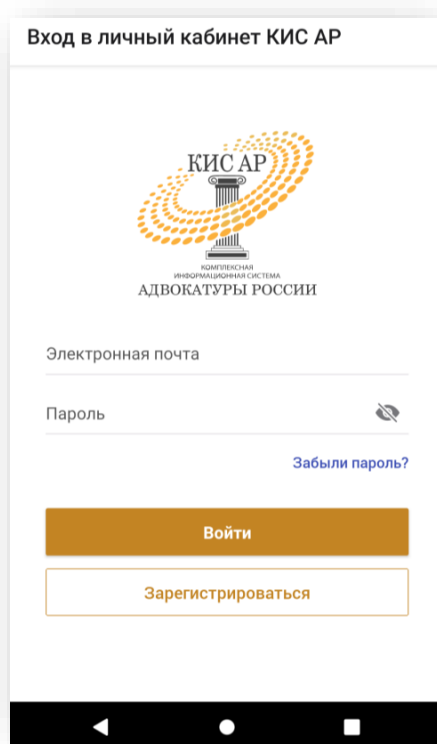 Вход в личный кабинет КИС АР
КИС АР
КОМПЛЕКСНАЯ
ИНФОРМАЦИОННАЯ СИСТЕМА
АДВОКАТУРЫ РОССИИ
Электронная почта
Пароль
Забыли пароль?
Войти
Зарегистрироваться